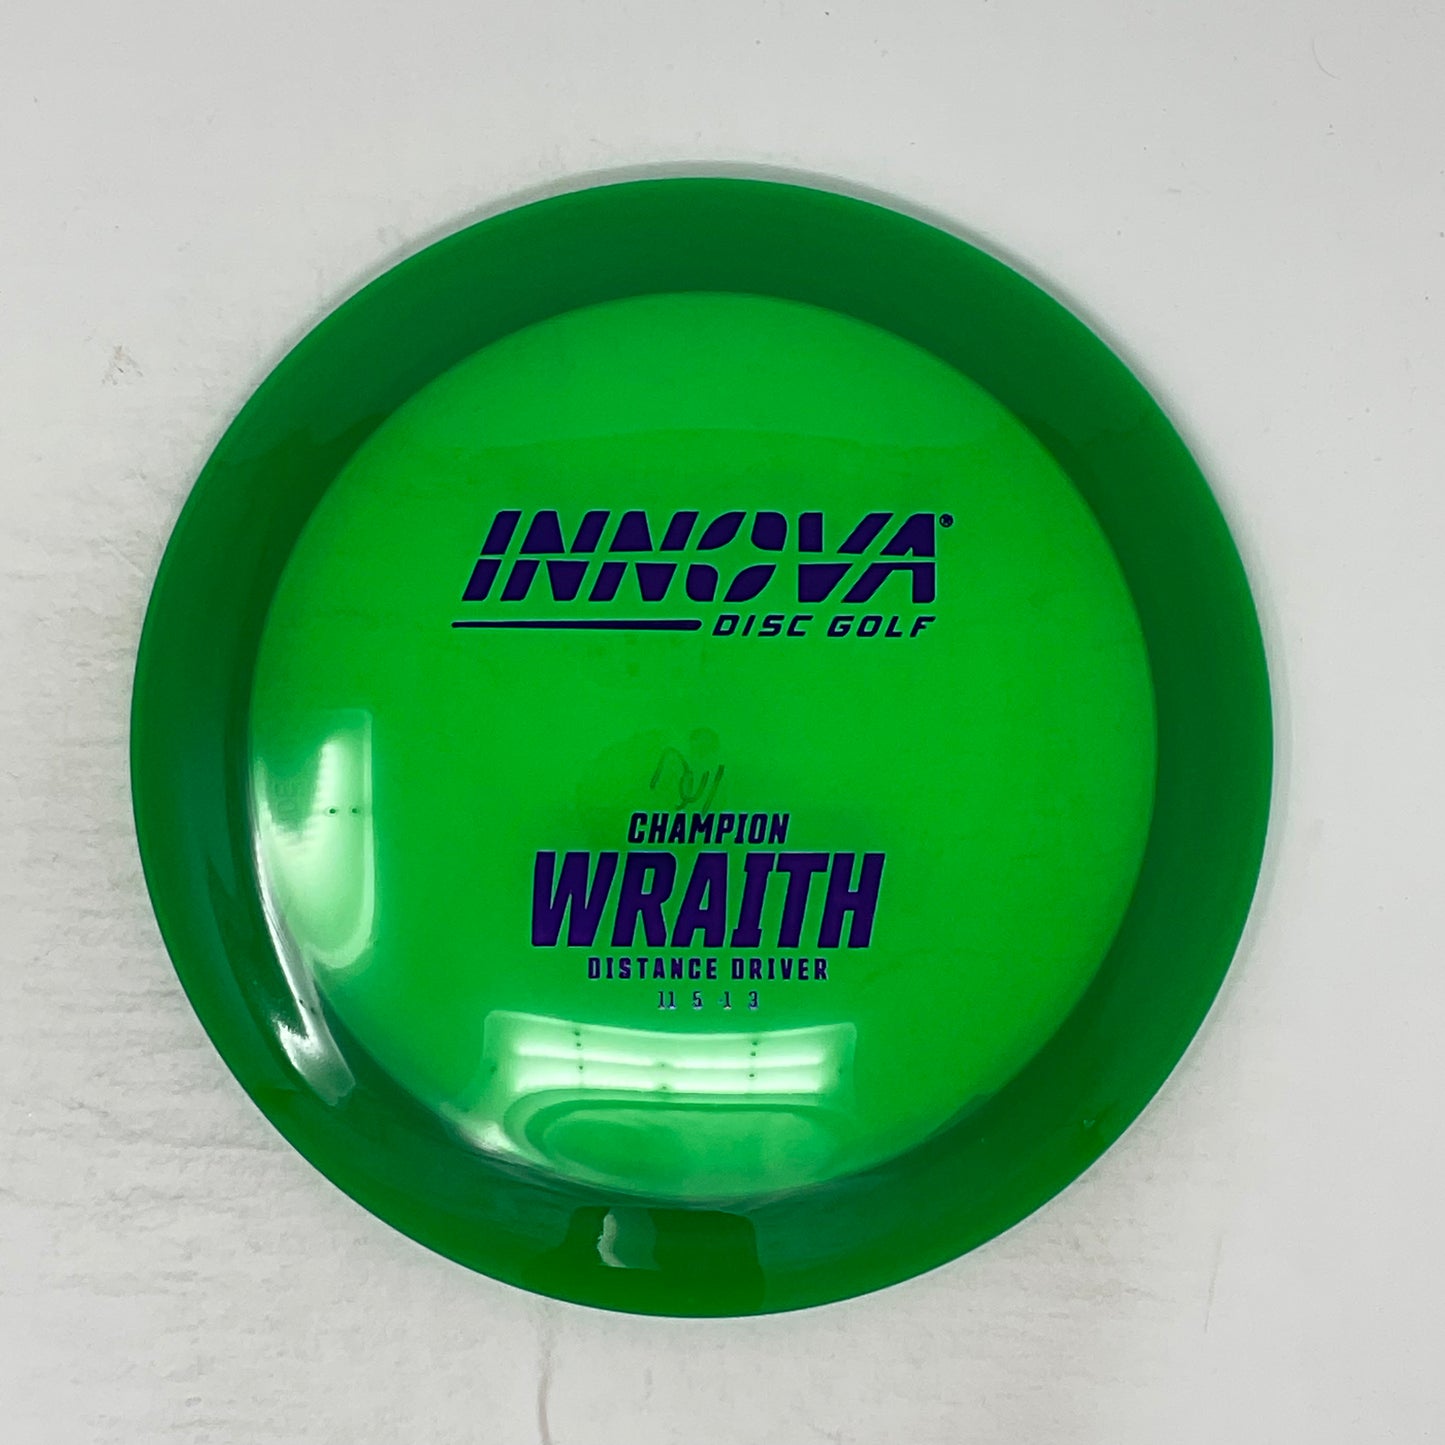 INNOVA®
DISC GOLF
CHAMPION
WRAITH
DISTANCE DRIVER
11 5 -1 3